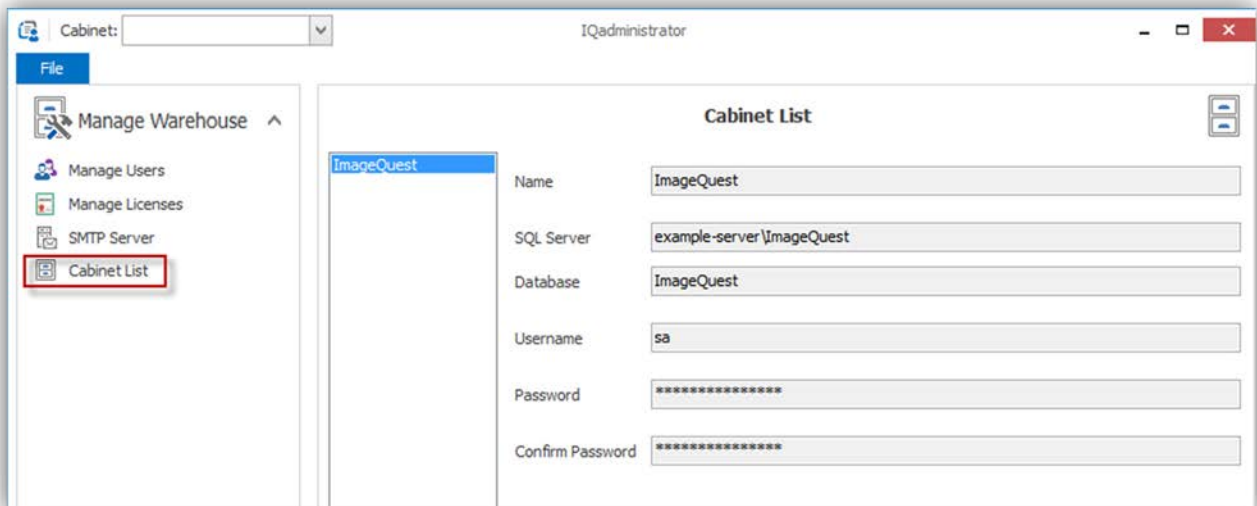 Cabinet:
IQadministrator
File
Manage Warehouse
Manage Users
Manage Licenses
SMTP Server
Cabinet List
Cabinet List
ImageQuest
Name
ImageQuest
SQL Server
example-server\ImageQuest
Database
ImageQuest
Username
sa
Password
***************
Confirm Password
***************